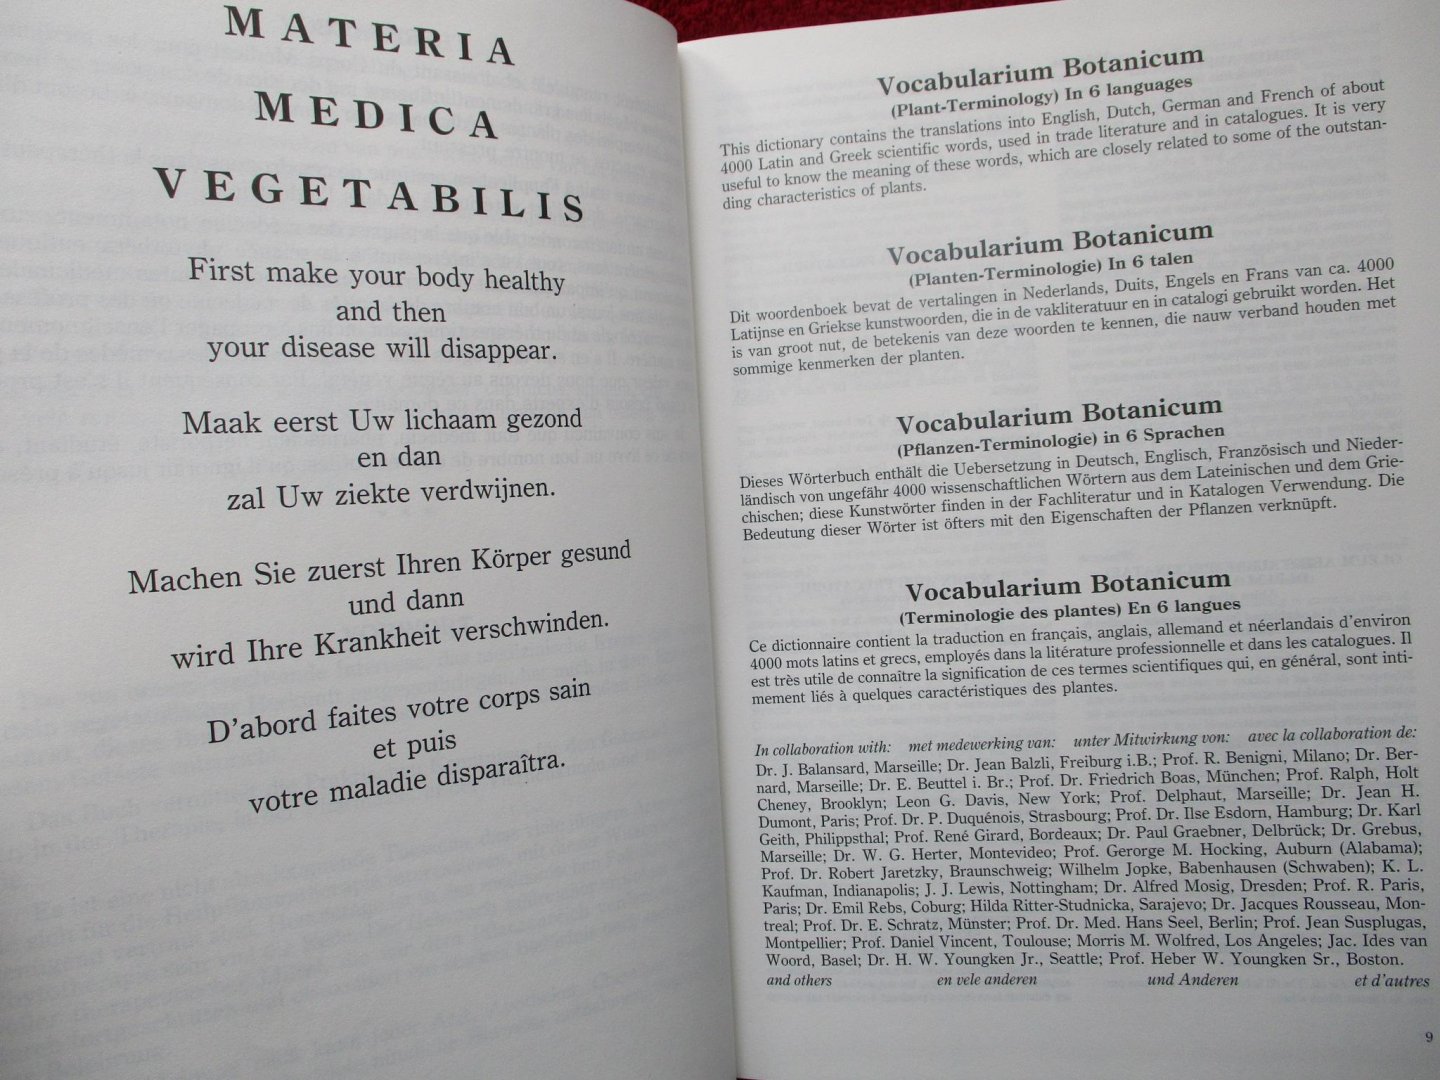 MATERIA
MEDICA
VEGETABILIS
First make your body healthy
and then
your disease will disappear.
Maak eerst Uw lichaam gezond
en dan
zal Uw ziekte verdwijnen.
Machen Sie zuerst Ihren Körper gesund
und dann
wird Ihre Krankheit verschwinden.
D'abord faites votre corps sain
et puis
votre maladie disparaîtra.
Vocabularium Botanicum
(Plant-Terminology) In 6 languages
This dictionary contains the translations into English, Dutch, German and French of about
4000 Latin and Greek scientific words, used in trade literature and in catalogues. It is very
useful to know the meaning of these words, which are closely related to some of the outstan-
ding characteristics of plants.
Vocabularium Botanicum
(Planten-Terminologie) In 6 talen
Dit woordenboek bevat de vertalingen in Nederlands, Duits, Engels en Frans van ca. 4000
Latijnse en Griekse kunstwoorden, die in de vakliteratuur en in catalogi gebruikt worden. Het
is van groot nut, de betekenis van deze woorden te kennen, die nauw verband houden met
sommige kenmerken der planten.
Vocabularium Botanicum
(Pflanzen-Terminologie) in 6 Sprachen
Dieses Wörterbuch enthält die Uebersetzung in Deutsch, Englisch, Französisch und Nieder-
ländisch von ungefähr 4000 wissenschaftlichen Wörtern aus dem Lateinischen und dem Grie-
chischen; diese Kunstwörter finden in der Fachliteratur und in Katalogen Verwendung. Die
Bedeutung dieser Wörter ist öfters mit den Eigenschaften der Pflanzen verknüpft.
Vocabularium Botanicum
(Terminologie des plantes) En 6 langues
Ce dictionnaire contient la traduction en français, anglais, allemand et néerlandais d'environ
4000 mots latins et grecs, employés dans la litérature professionnelle et dans les catalogues. Il
est très utile de connaître la signification de ces termes scientifiques qui, en général, sont inti-
mement liés à quelques caractéristiques des plantes.
In collaboration with: met medewerking van: unter Mitwirkung von: avec la collaboration de:
Dr. J. Balansard, Marseille; Dr. Jean Balzli, Freiburg i.B.; Prof. R. Benigni, Milano; Dr. Ber-
nard, Marseille; Dr. E. Beuttel i. Br.; Prof. Dr. Friedrich Boas, München; Prof. Ralph, Holt
Cheney, Brooklyn; Leon G. Davis, New York; Prof. Delphaut, Marseille; Dr. Jean H.
Dumont, Paris; Prof. Dr. P. Duquénois, Strasbourg; Prof. Dr. Ilse Esdorn, Hamburg; Dr. Karl
Geith, Philippsthal; Prof. René Girard, Bordeaux; Dr. Paul Graebner, Delbrück; Dr. Grebus,
Marseille; Dr. W. G. Herter, Montevideo; Prof. Gerorge M. Hocking, Auburn (Alabama);
Prof. Dr. Robert Jaretzky, Braunschweig; Wilhelm Jopke, Babenhausen (Schwaben); K. L.
Kaufman, Indianapolis; J. J. Lewis, Nottingham; Dr. Alfred Mosig, Dresden; Prof. R. Paris,
Paris; Dr. Emil Rebs, Coburg; Hilda Ritter-Studnicka, Sarajevo; Dr. Jacques Rousseau, Mon-
treal; Prof. Dr. E. Schratz, Münster; Prof. Dr. Med. Hans Seel, Berlin; Prof. Jean Susplugas,
Montpellier; Prof. Daniel Vincent, Toulouse; Morris M. Wolfred, Los Angeles; Jac. Ides van
Woord, Basel; Dr. H. W. Youngken Jr., Seattle; Prof. Heber W. Youngken Sr., Boston.
and others en vele anderen und Anderen et d'autres
9